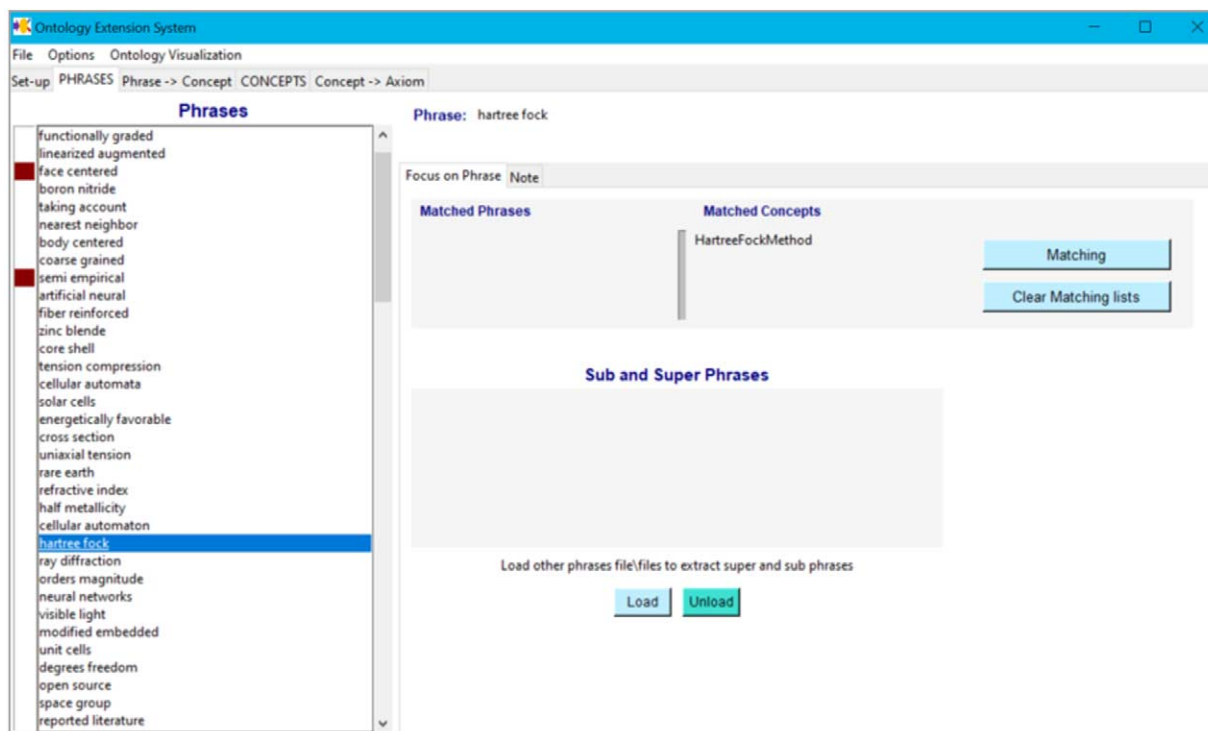 Ontology Extension System
File Options Ontology Visualization
Set-up PHRASES Phrase -> Concept CONCEPTS Concept -> Axiom
Phrases
functionally graded
linearized augmented
face centered
boron nitride
taking account
nearest neighbor
body centered
coarse grained
semi empirical
artificial neural
fiber reinforced
zinc blende
core shell
tension compression
cellular automata
solar cells
energetically favorable
cross section
uniaxial tension
rare earth
refractive index
half metallicity
cellular automaton
hartree fock
ray diffraction
orders magnitude
neural networks
visible light
modified embedded
unit cells
degrees freedom
open source
space group
reported literature
Phrase: hartree fock
Focus on Phrase Note
Matched Phrases Matched Concepts
HartreeFockMethod
Matching
Clear Matching lists
Sub and Super Phrases
Load other phrases file\files to extract super and sub phrases
Load Unload